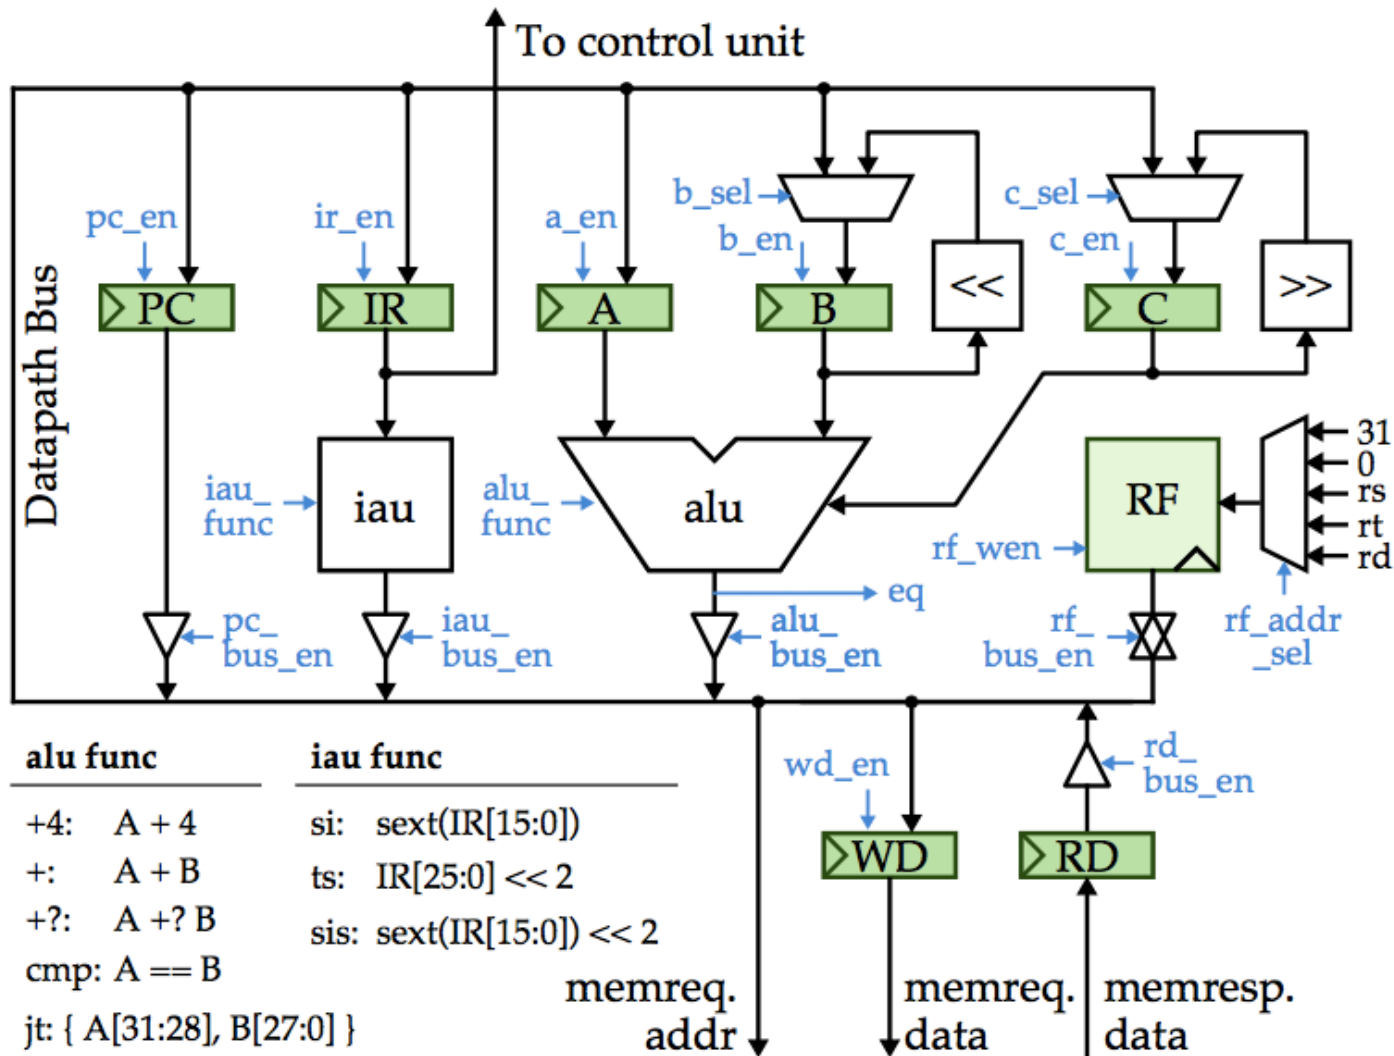 To control unit
Datapath Bus
pc_en
ir_en
a_en
b_sel
b_en
c_sel
c_en
PC
IR
A
B
<<
C
>>
iau_
func
iau
alu_
func
alu
eq
rf_wen
RF
31
0
rs
rt
rd
pc_
bus_en
iau_
bus_en
alu_
bus_en
rf_
bus_en
rf_addr
_sel
wd_en
rd_
bus_en
WD
RD
memreq.
addr
memreq.
data
memresp.
data
alu func
+4: A + 4
+: A + B
+?: A +? B
cmp: A == B
jt: { A[31:28], B[27:0] }
iau func
si: sext(IR[15:0])
ts: IR[25:0] << 2
sis: sext(IR[15:0]) << 2